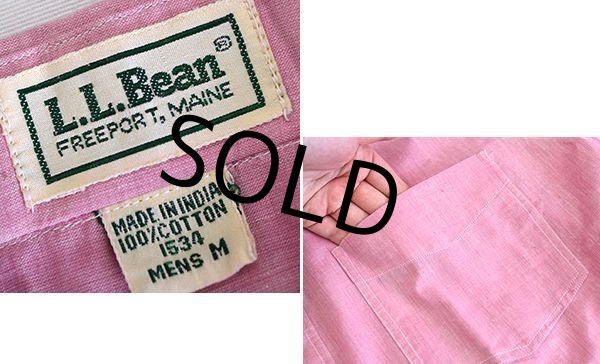 L.L.Bean®
FREEPORT, MAINE
MADE IN INDIA
100%COTTON
1534
MENS M
SOLD